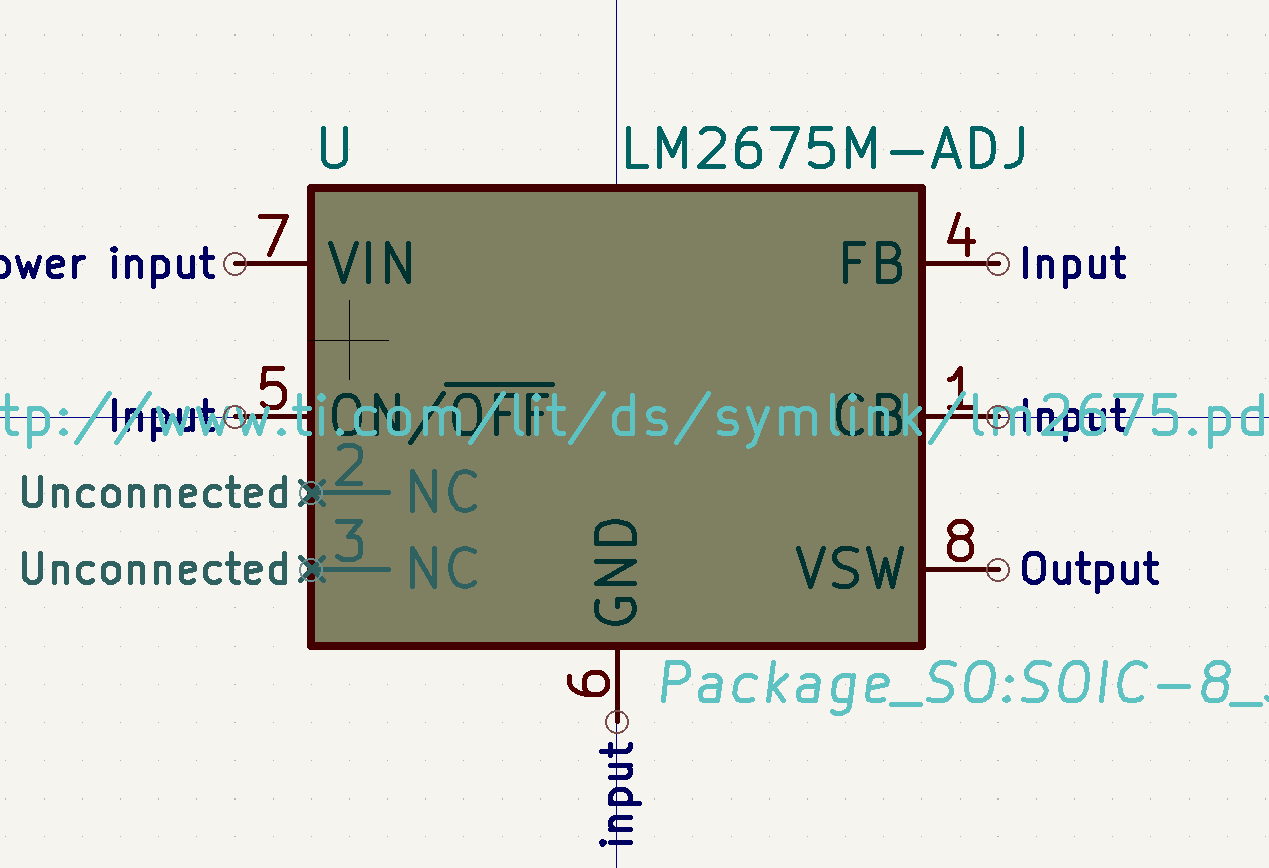 U LM2675M-ADJ
7 4
ower input VIN FB Input
5 1
Input ON/OFF CB Input
tp://www.ti.com/lit/ds/symlink/lm2675.pd
2
Unconnected NC
3 8
Unconnected NC VSW Output
GND
6 Package_SO:SOIC-8_
input